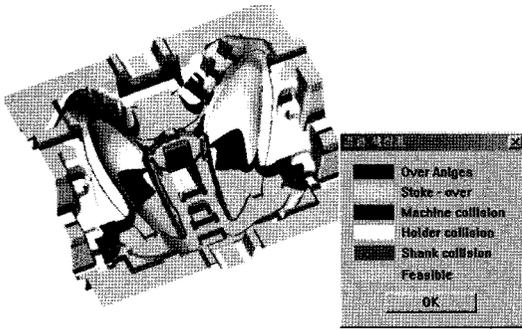 Over Anlges
Stoke - over
Machine collision
Holder collision
Shank collision
Feasible
OK